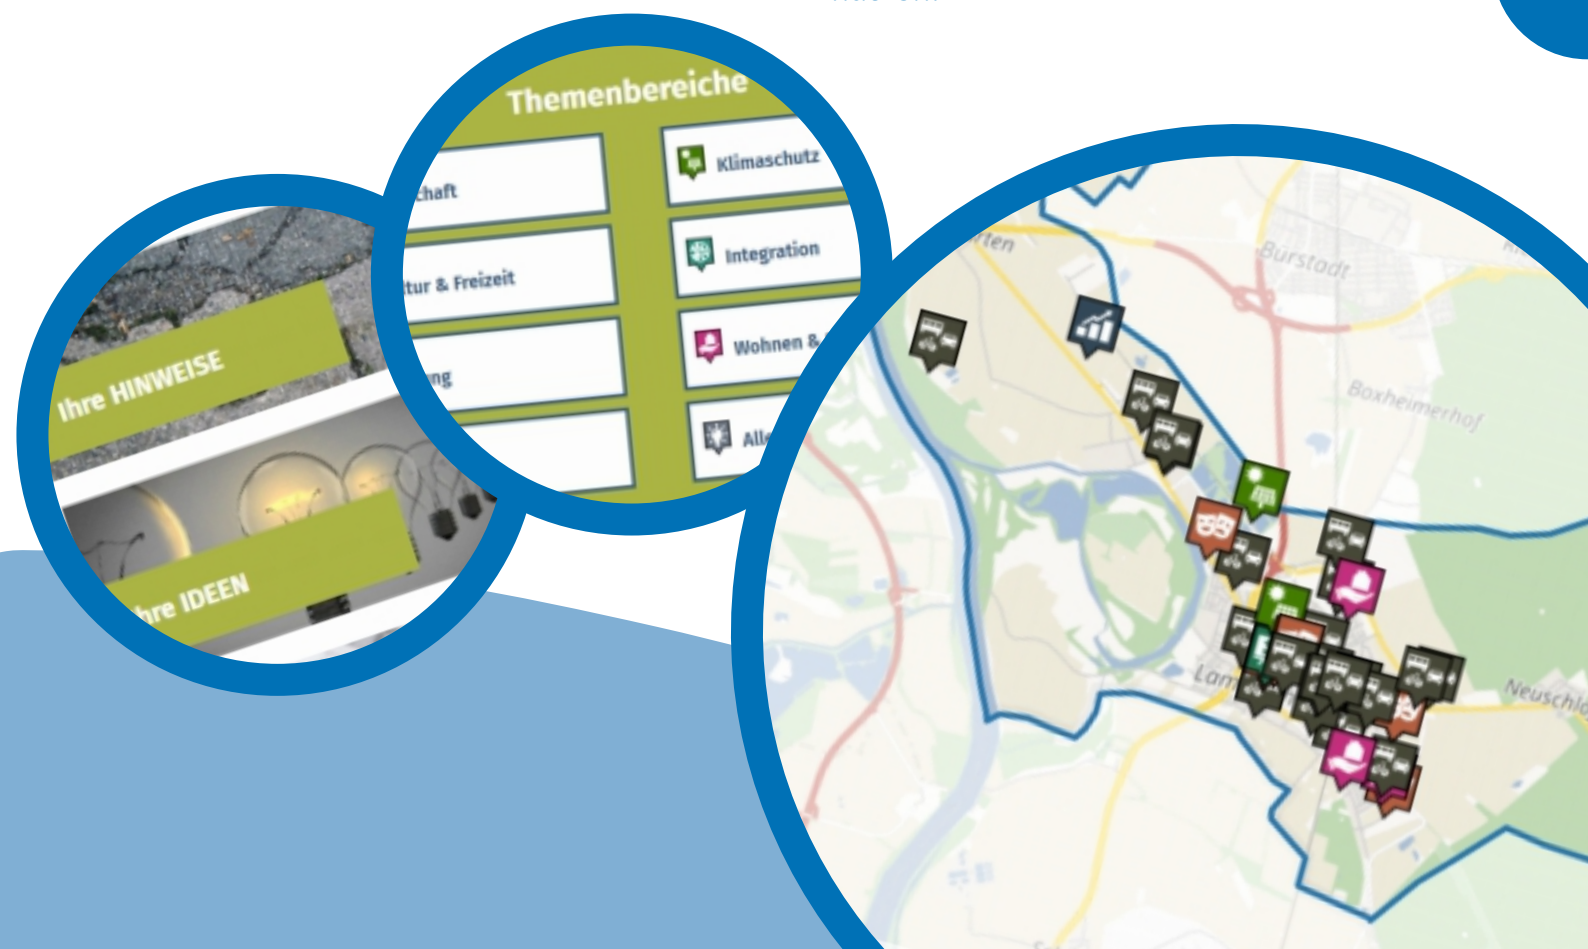 Themenbereiche
chaft
Klimaschutz
tur & Freizeit
Integration
ng
Wohnen &
Alle
Ihre HINWEISE
hre IDEEN
rten
Bürstadt
Boxheimerhof
Lam
Neuschlo